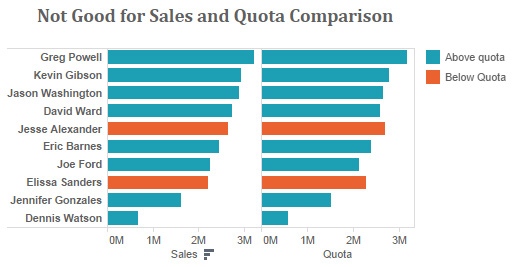 Not Good for Sales and Quota Comparison
Greg Powell
Kevin Gibson
Jason Washington
David Ward
Jesse Alexander
Eric Barnes
Joe Ford
Elissa Sanders
Jennifer Gonzales
Dennis Watson
0M 1M 2M 3M 0M 1M 2M 3M
Sales Quota
Above quota
Below Quota